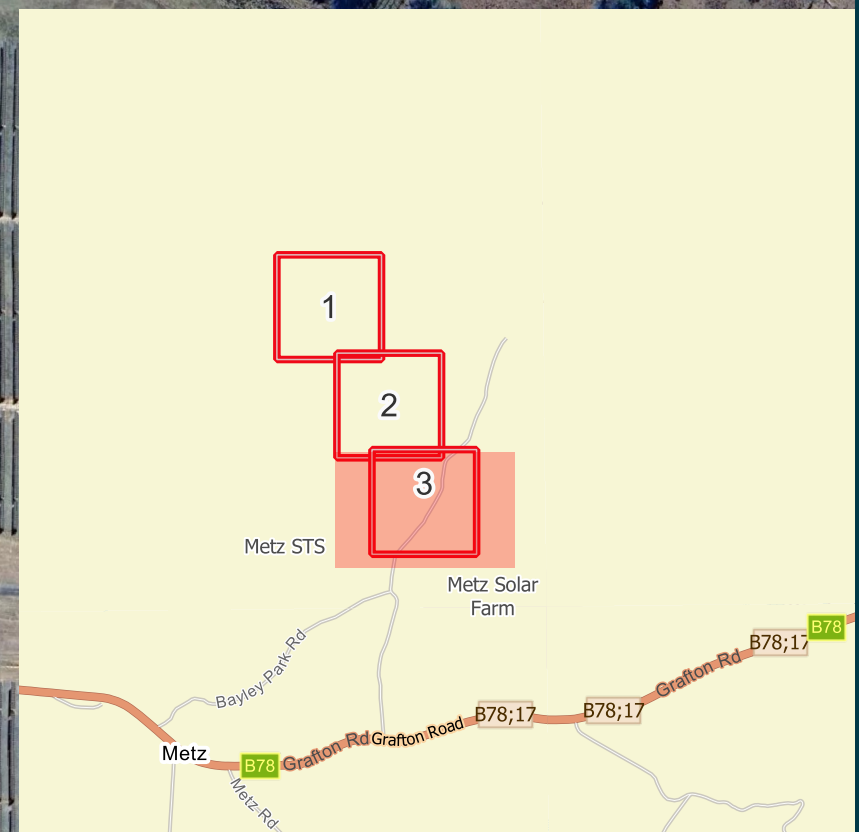 1
2
3
Metz STS
Metz Solar
Farm
B78
B78;17
Grafton Rd
Bayley Park Rd
B78;17
B78;17
Grafton Road
Grafton Rd
Metz
B78
Metz-Rd